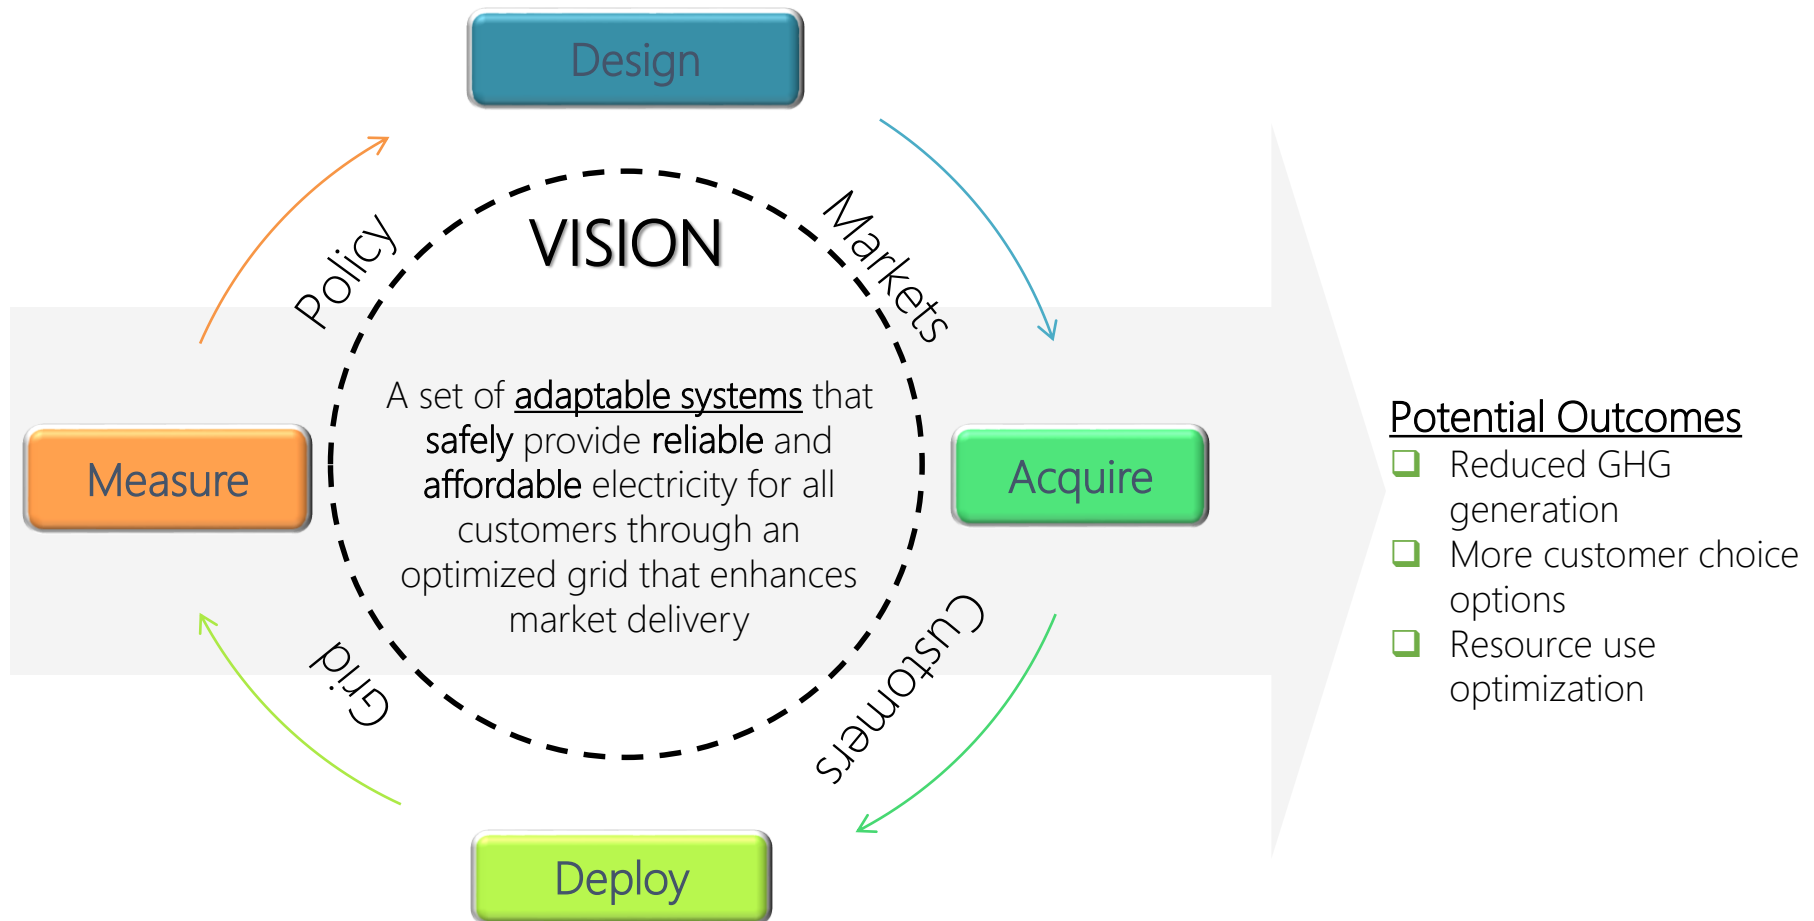 Design
Policy
Markets
VISION
A set of adaptable systems that
safely provide reliable and
affordable electricity for all
customers through an
optimized grid that enhances
market delivery
Measure
Acquire
Grid
Customers
Deploy
Potential Outcomes
Reduced GHG
generation
More customer choice
options
Resource use
optimization